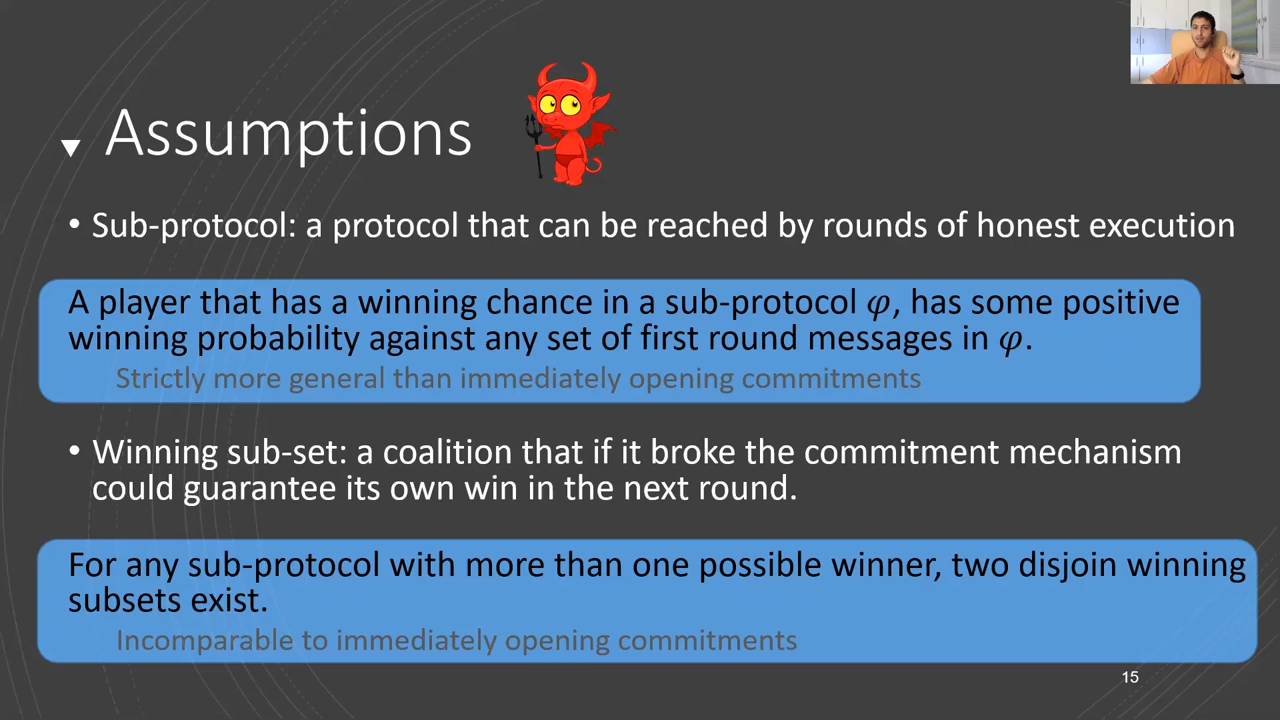 Assumptions
• Sub-protocol: a protocol that can be reached by rounds of honest execution
A player that has a winning chance in a sub-protocol φ, has some positive
winning probability against any set of first round messages in φ.
Strictly more general than immediately opening commitments
• Winning sub-set: a coalition that if it broke the commitment mechanism
could guarantee its own win in the next round.
For any sub-protocol with more than one possible winner, two disjoin winning
subsets exist.
Incomparable to immediately opening commitments
15